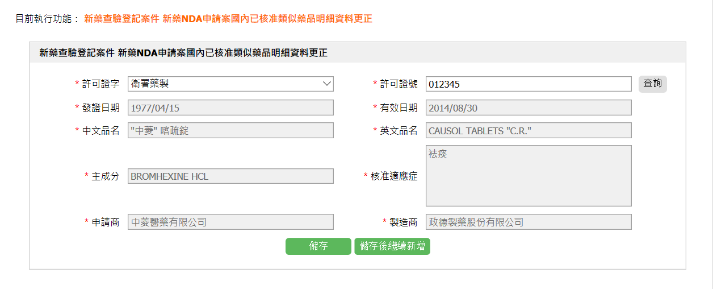 目前執行功能： 新藥查驗登記案件 新藥NDA申請案國內已核准類似藥品明細資料更正
新藥查驗登記案件 新藥NDA申請案國內已核准類似藥品明細資料更正
* 許可證字 衛署藥製 * 許可證號 012345 查詢
* 發證日期 1977/04/15 * 有效日期 2014/08/30
* 中文品名 "中菱" 咳疏錠 * 英文品名 CAUSOL TABLETS "C.R."
* 主成分 BROMHEXINE HCL * 核准適應症 祛痰
* 申請商 中菱醫藥有限公司 * 製造商 政德製藥股份有限公司
儲存 儲存後繼續新增